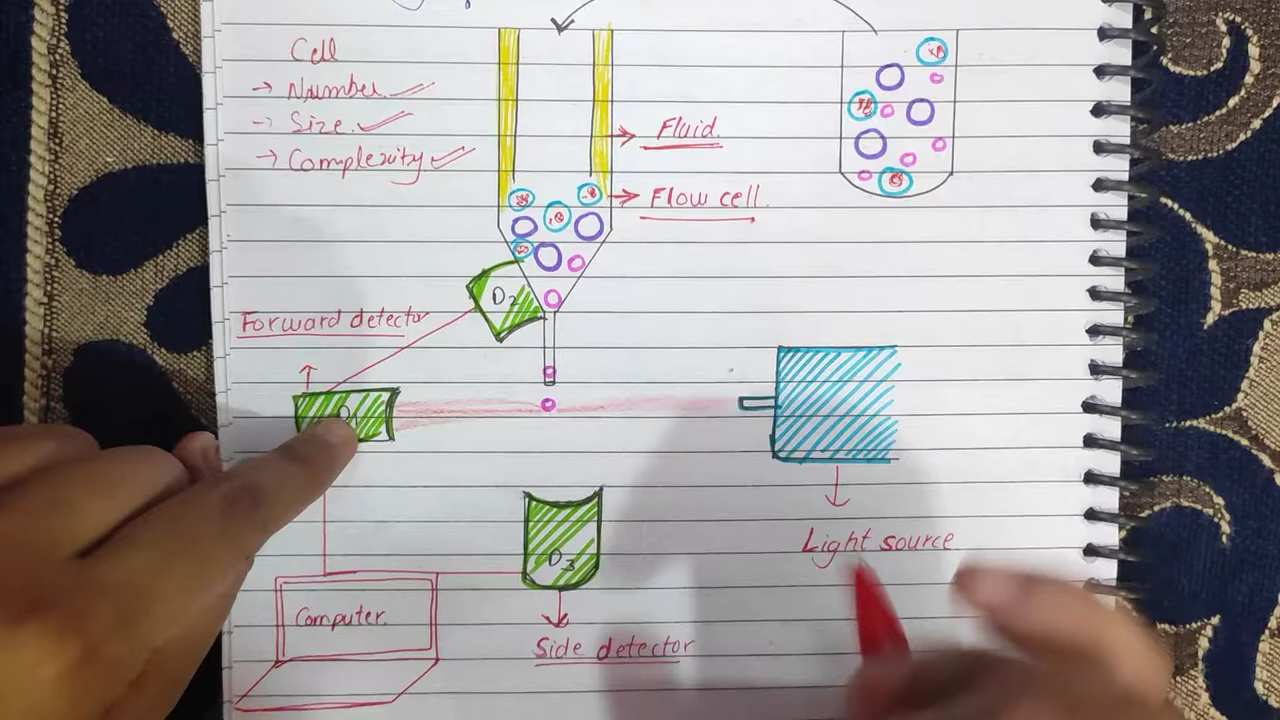 Cell
→ Number
→ Size.
→ Complexity
Fluid.
Flow cell.
D2
Forward detector
D3
Light source
Computer.
Side detector